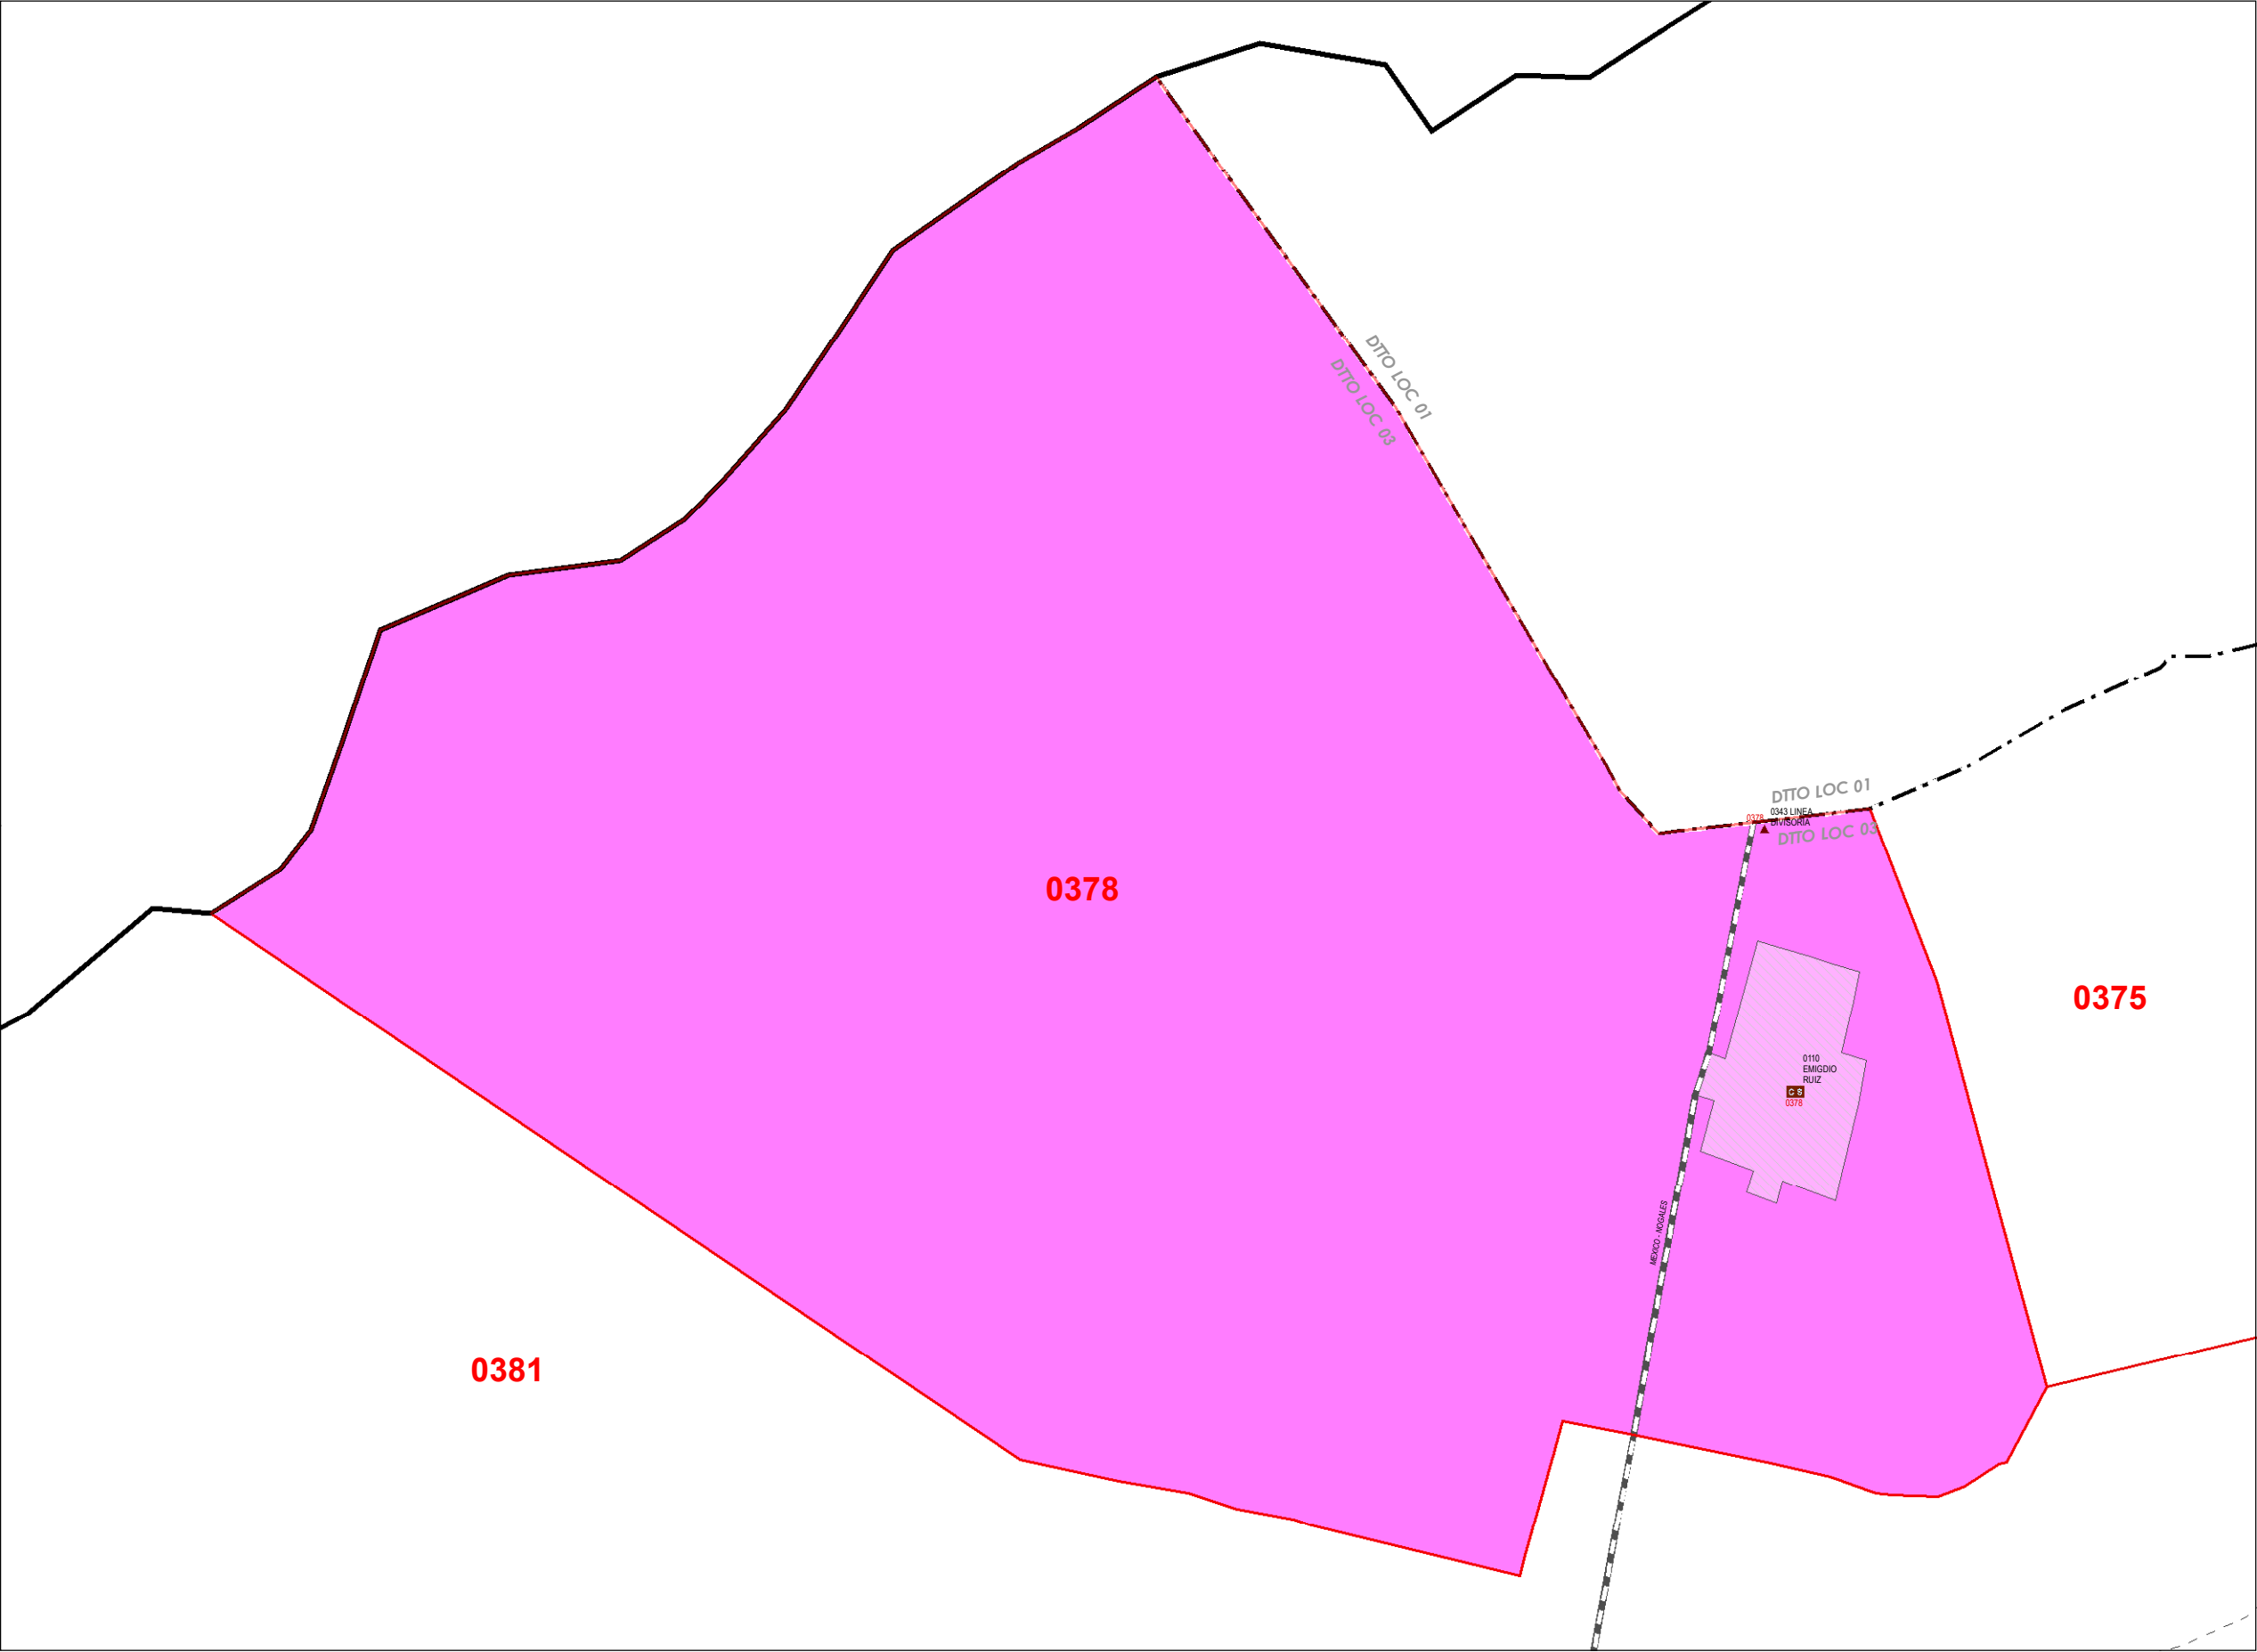 DTTO LOC 01
DTTO LOC 03
DTTO LOC 01
0378
0343 LINEA
DIVISORIA
DTTO LOC 03
0378
0375
0110
EMIGDIO
RUIZ
C S
0378
MEXICO - NOGALES
0381